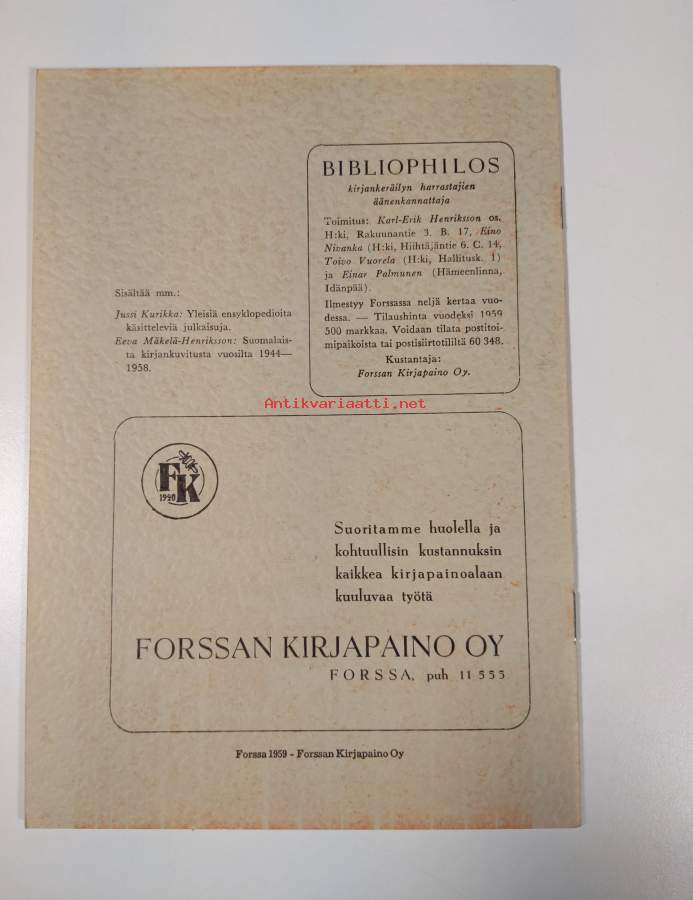 BIBLIOPHILOS
kirjankeräilyn harrastajien
äänenkannattaja
Toimitus: Karl-Erik Henriksson os.
H:ki, Rakuunantie 3. B. 17, Eino
Nivanka (H:ki, Hiihtäjäntie 6. C. 14,
Toivo Vuorela (H:ki, Hallitusk. 1)
ja Einar Palmunen (Hämeenlinna,
Idänpää).
Ilmestyy Forssassa neljä kertaa vuo-
dessa. — Tilaushinta vuodeksi 1959
500 markkaa. Voidaan tilata postitoi-
mipaikoista tai postisiirtotililtä 60 348.
Kustantaja:
Forssan Kirjapaino Oy.
Sisältää mm.:
Jussi Kurikka: Yleisiä ensyklopedioita
käsitteleviä julkaisuja.
Eeva Mäkelä-Henriksson: Suomalais-
ta kirjankuvitusta vuosilta 1944—
1958.
Antikvariaatti.net
FK
1920
Suoritamme huolella ja
kohtuullisin kustannuksin
kaikkea kirjapainoalaan
kuuluvaa työtä
FORSSAN KIRJAPAINO OY
FORSSA, puh 11 555
Forssa 1959 - Forssan Kirjapaino Oy